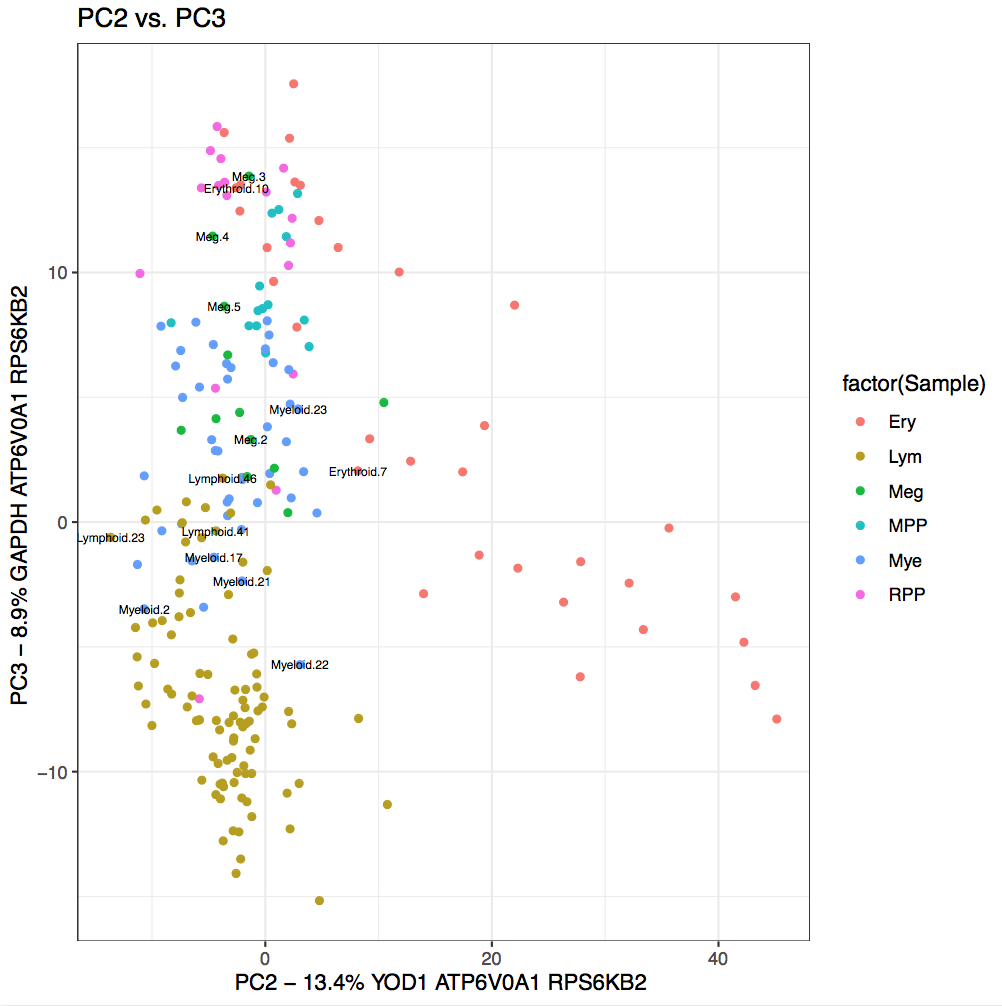 PC2 vs. PC3
PC3 − 8.9% GAPDH ATP6V0A1 RPS6KB2
10
0
−10
Meg.3
Erythroid.10
Meg.4
Meg.5
Myeloid.23
Meg.2
Erythroid.7
Lymphoid.46
Lymphoid.41
Lymphoid.23
Myeloid.17
Myeloid.21
Myeloid.2
Myeloid.22
0
20
40
PC2 − 13.4% YOD1 ATP6V0A1 RPS6KB2
factor(Sample)
Ery
Lym
Meg
MPP
Mye
RPP